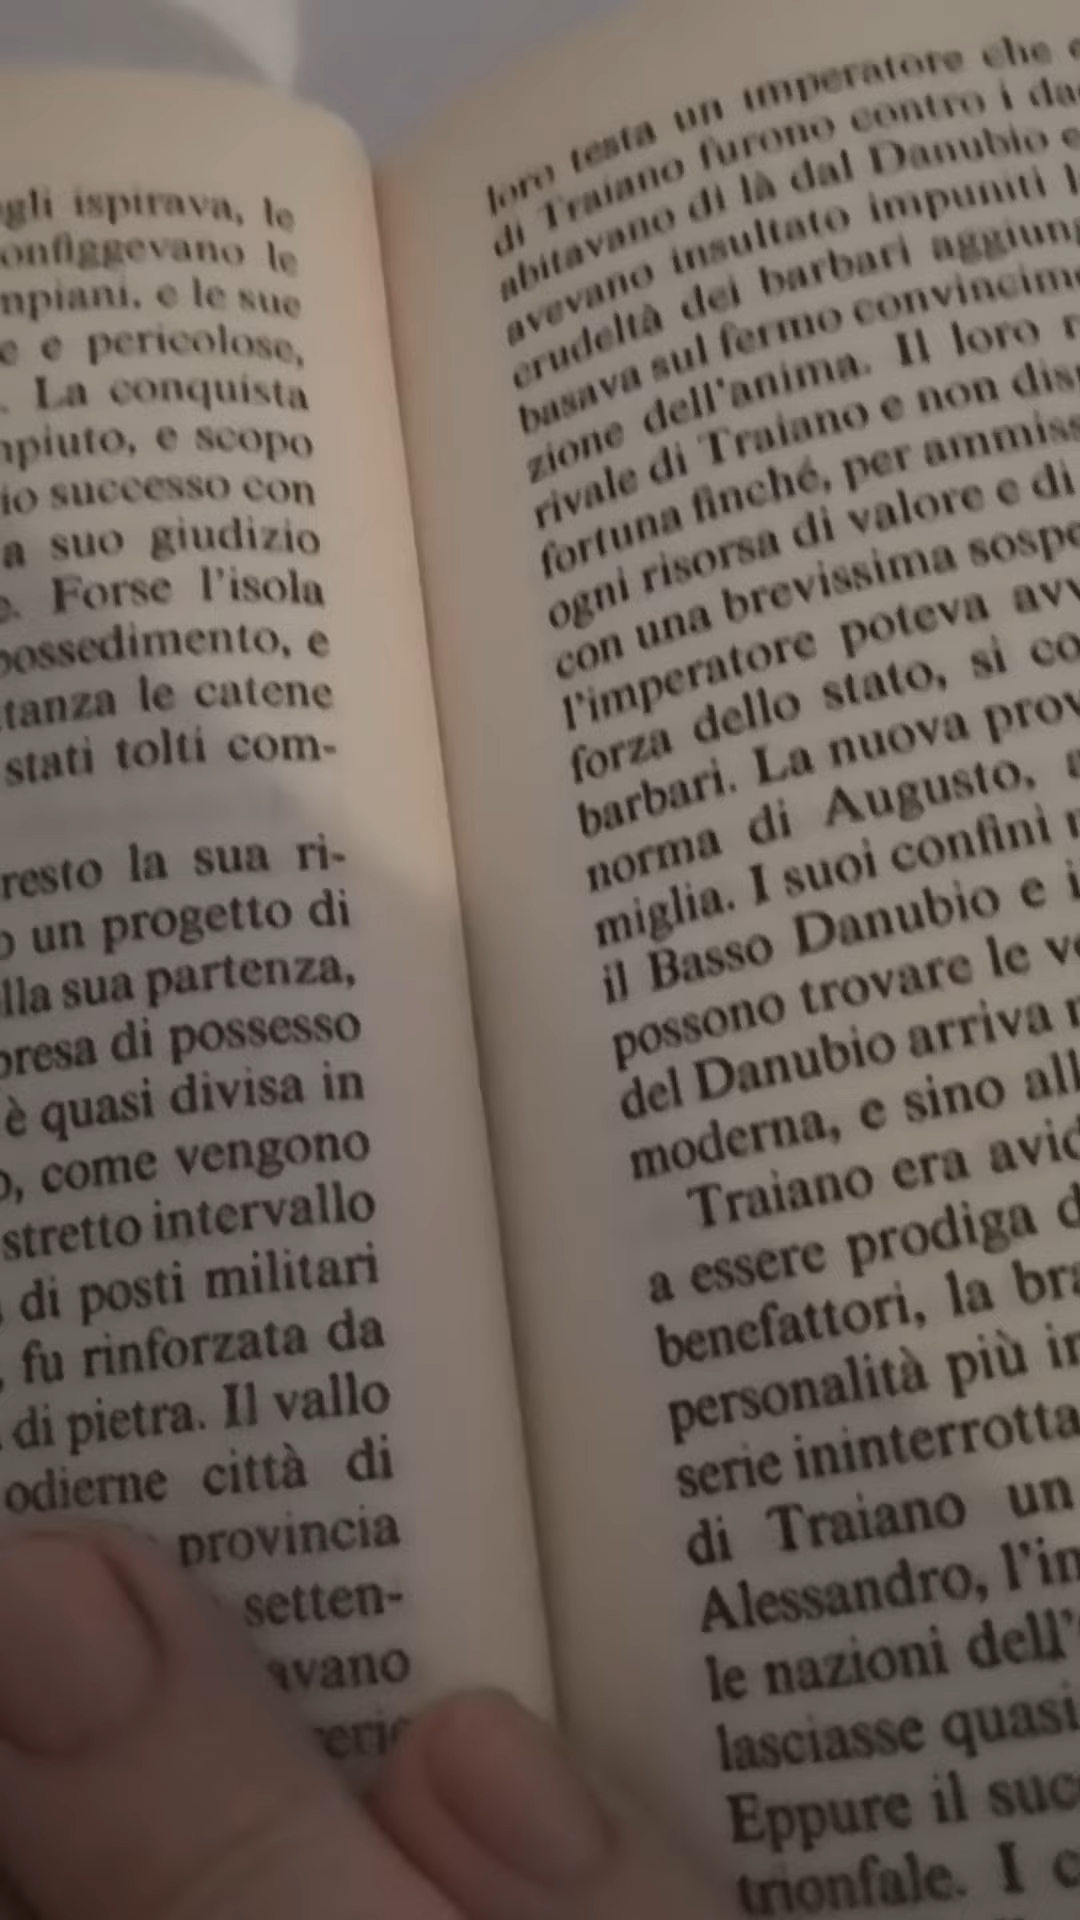 gli ispirava, le
onfiggevano le
mpiani, e le sue
e e pericolose,
. La conquista
mpiuto, e scopo
io successo con
a suo giudizio
e. Forse l'isola
possedimento, e
tanza le catene
stati tolti com-
resto la sua ri-
o un progetto di
lla sua partenza,
presa di possesso
è quasi divisa in
o, come vengono
stretto intervallo
di posti militari
, fu rinforzata da
di pietra. Il vallo
odierne città di
provincia
setten-
avano
loro testa un imperatore che
di Traiano furono contro i da
abitavano di là dal Danubio e
avevano insultato impuniti l
crudeltà dei barbari aggiung
basava sul fermo convincime
zione dell'anima. Il loro r
rivale di Traiano e non disp
fortuna finché, per ammiss
ogni risorsa di valore e di
con una brevissima sospe
l'imperatore poteva avv
forza dello stato, si co
barbari. La nuova prov
norma di Augusto, a
miglia. I suoi confini n
il Basso Danubio e i
possono trovare le ve
del Danubio arriva
moderna, e sino all
Traiano era avid
a essere prodiga d
benefattori, la bra
personalità più in
serie ininterrotta
di Traiano un
Alessandro, l'im
le nazioni dell'
lasciasse quasi
Eppure il suc
trionfale. I c